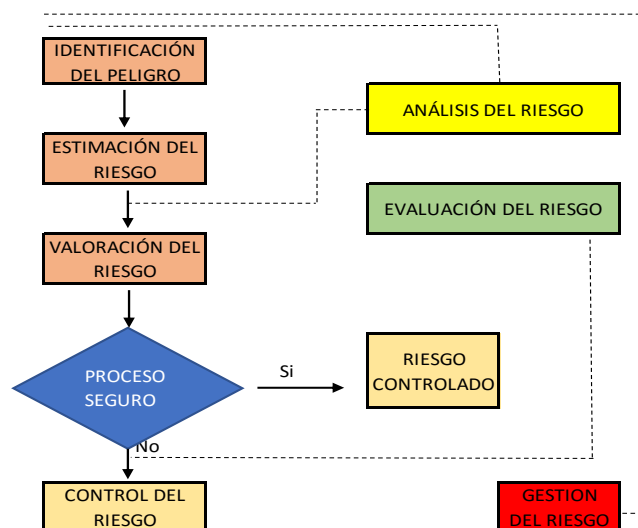 IDENTIFICACIÓN
DEL PELIGRO
ANÁLISIS DEL RIESGO
ESTIMACIÓN DEL
RIESGO
EVALUACIÓN DEL RIESGO
VALORACIÓN DEL
RIESGO
PROCESO
SEGURO
Si
RIESGO
CONTROLADO
No
CONTROL DEL
RIESGO
GESTION
DEL RIESGO